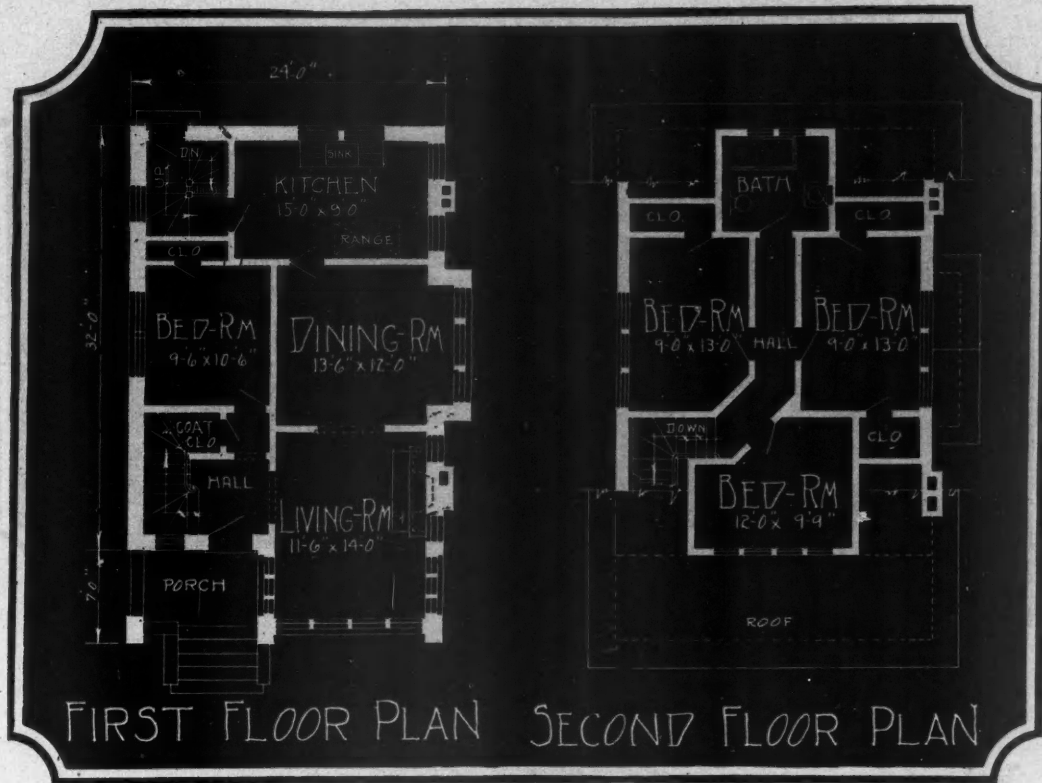 24'-0"
DN
UP
SINK
KITCHEN
15-0 x 9-0"
RANGE
CLO.
BED-RM
9-6 x 10-6"
DINING-RM
13-6" x 12-0"
32'-0"
COAT
CLO.
HALL
LIVING-RM
11-6" x 14-0"
7'-0"
PORCH
FIRST FLOOR PLAN
BATH
CLO.
CLO.
BED-RM
9-0 x 13-0"
HALL
BED-RM
9-0 x 13-0"
DOWN
CLO
BED-RM
12-0" x 9-9"
ROOF
SECOND FLOOR PLAN